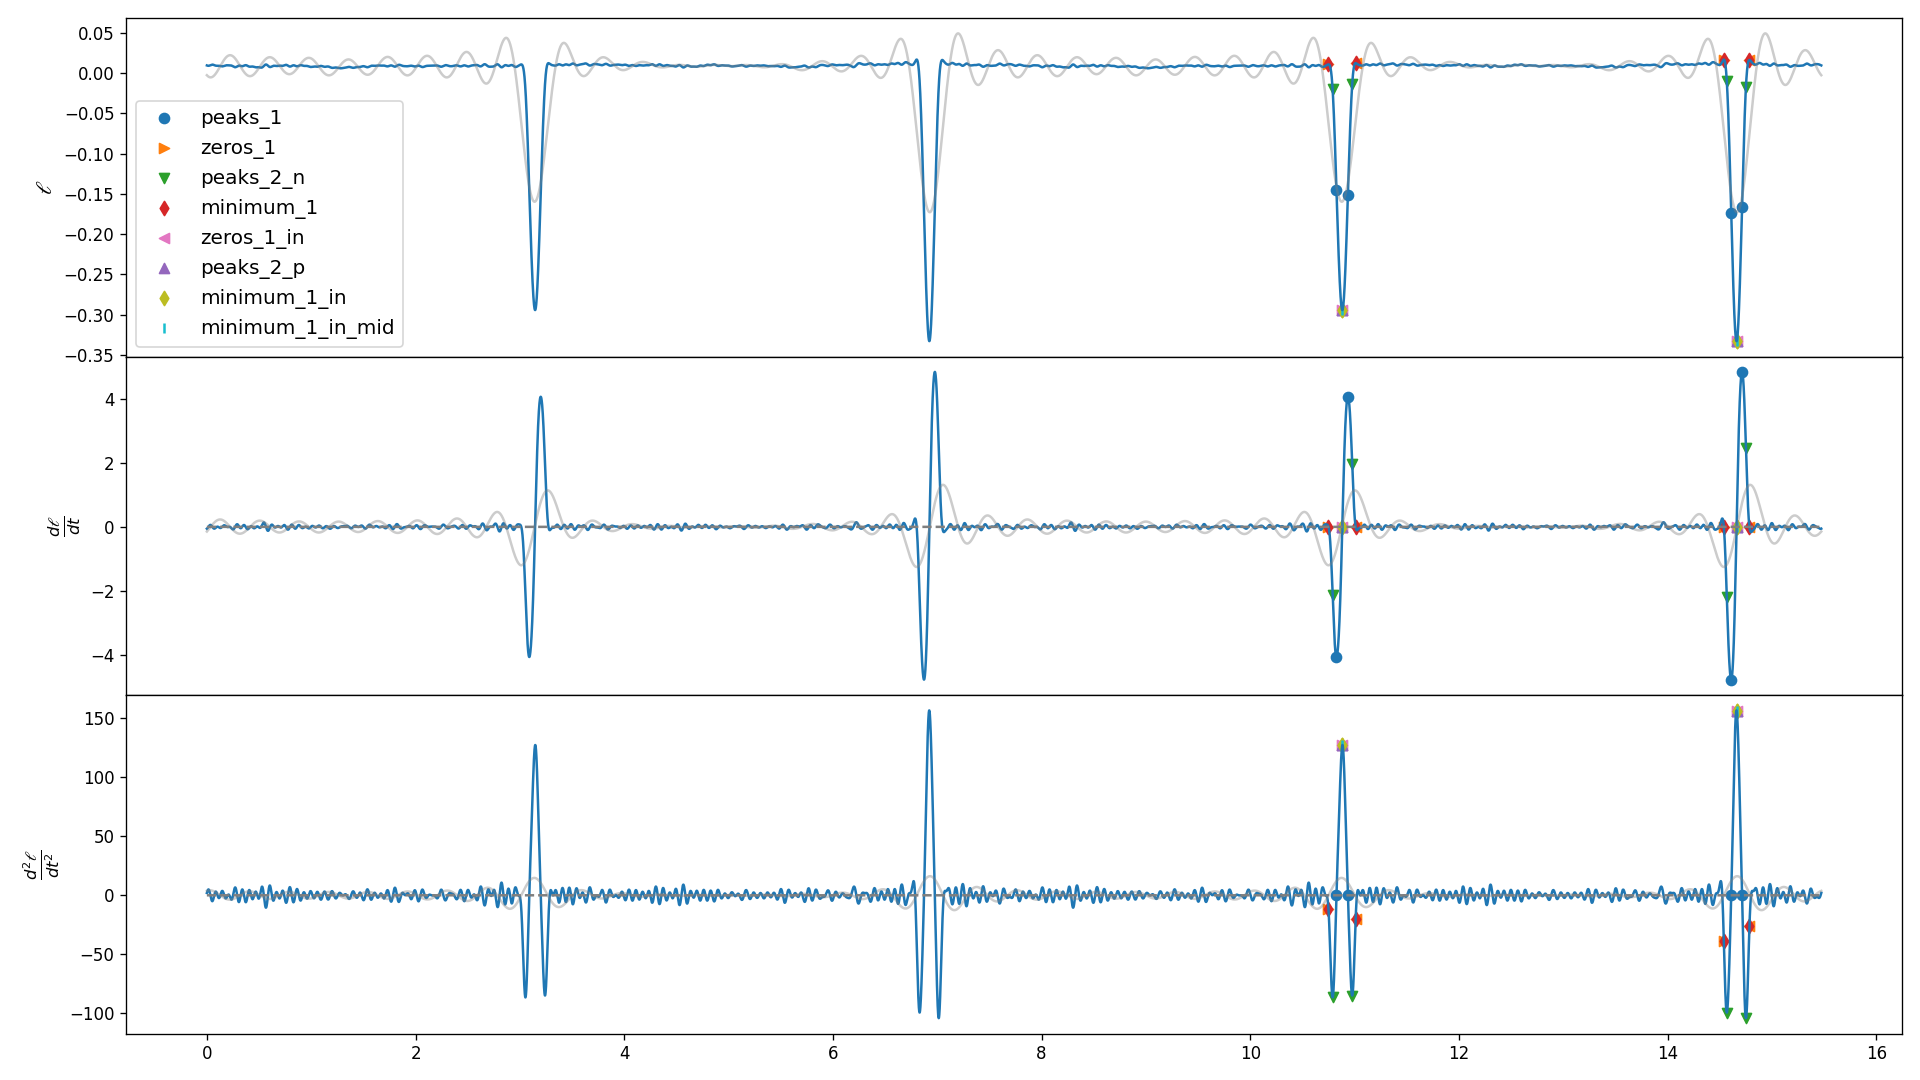 0.05
0.00
−0.05
−0.10
−0.15
−0.20
−0.25
−0.30
−0.35
ℓ
peaks_1
zeros_1
peaks_2_n
minimum_1
zeros_1_in
peaks_2_p
minimum_1_in
minimum_1_in_mid
4
2
0
−2
−4
dℓ
dt
150
100
50
0
−50
−100
d²ℓ
dt²
0 2 4 6 8 10 12 14 16